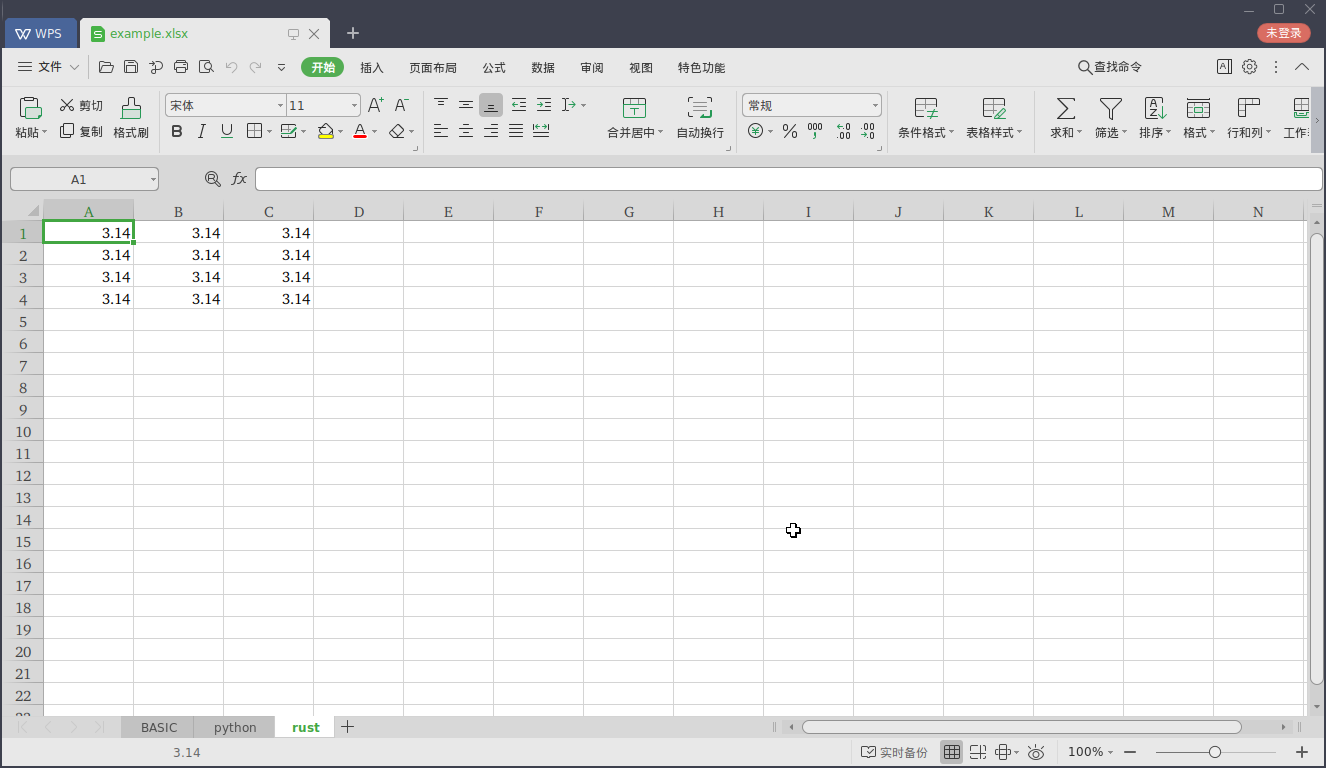 WPS example.xlsx 未登录
文件 开始 插入 页面布局 公式 数据 审阅 视图 特色功能 查找命令
剪切 宋体 11 常规
粘贴 复制 格式刷 合并居中 自动换行 条件格式 表格样式 求和 筛选 排序 格式 行和列 工作
A1 fx
A B C D E F G H I J K L M N
1 3.14 3.14 3.14
2 3.14 3.14 3.14
3 3.14 3.14 3.14
4 3.14 3.14 3.14
5
6
7
8
9
10
11
12
13
14
15
16
17
18
19
20
21
22
BASIC python rust
3.14 实时备份 100%